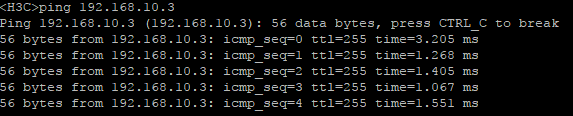 <H3C>ping 192.168.10.3
Ping 192.168.10.3 (192.168.10.3): 56 data bytes, press CTRL_C to break
56 bytes from 192.168.10.3: icmp_seq=0 ttl=255 time=3.205 ms
56 bytes from 192.168.10.3: icmp_seq=1 ttl=255 time=1.268 ms
56 bytes from 192.168.10.3: icmp_seq=2 ttl=255 time=1.405 ms
56 bytes from 192.168.10.3: icmp_seq=3 ttl=255 time=1.067 ms
56 bytes from 192.168.10.3: icmp_seq=4 ttl=255 time=1.551 ms